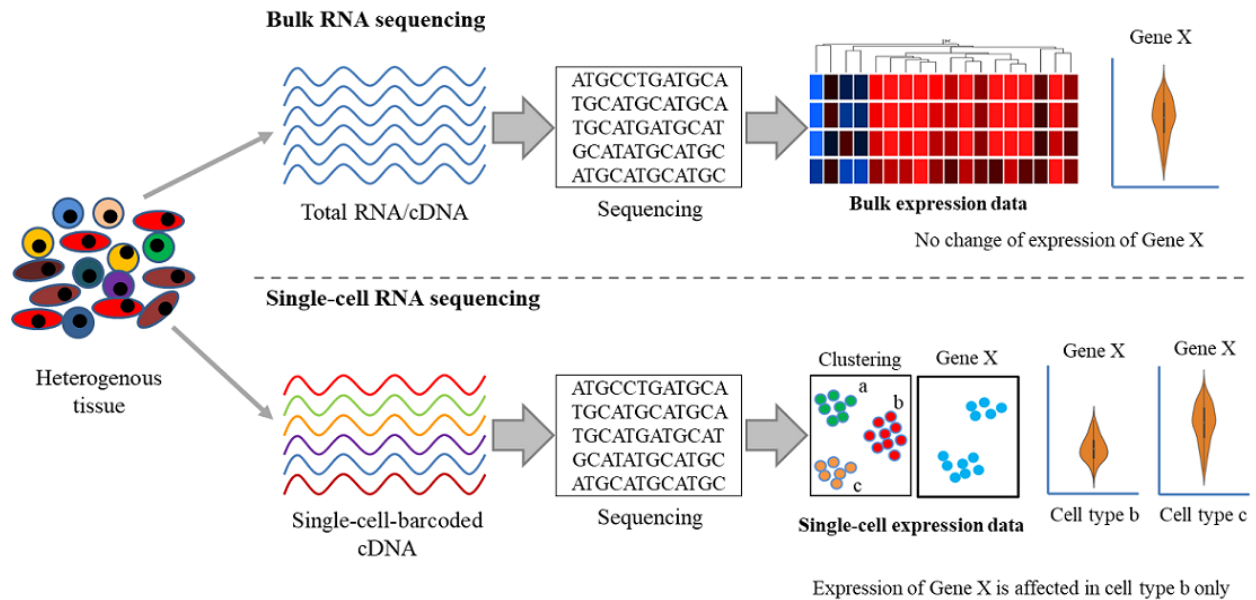 Bulk RNA sequencing
ATGCCTGATGCA
TGCATGCATGCA
TGCATGATGCAT
GCATATGCATGC
ATGCATGCATGC
Total RNA/cDNA
Sequencing
Gene X
Bulk expression data
No change of expression of Gene X
Heterogenous
tissue
Single-cell RNA sequencing
ATGCCTGATGCA
TGCATGCATGCA
TGCATGATGCAT
GCATATGCATGC
ATGCATGCATGC
Single-cell-barcoded
cDNA
Sequencing
Clustering
a
b
c
Gene X
Single-cell expression data
Gene X
Cell type b
Gene X
Cell type c
Expression of Gene X is affected in cell type b only